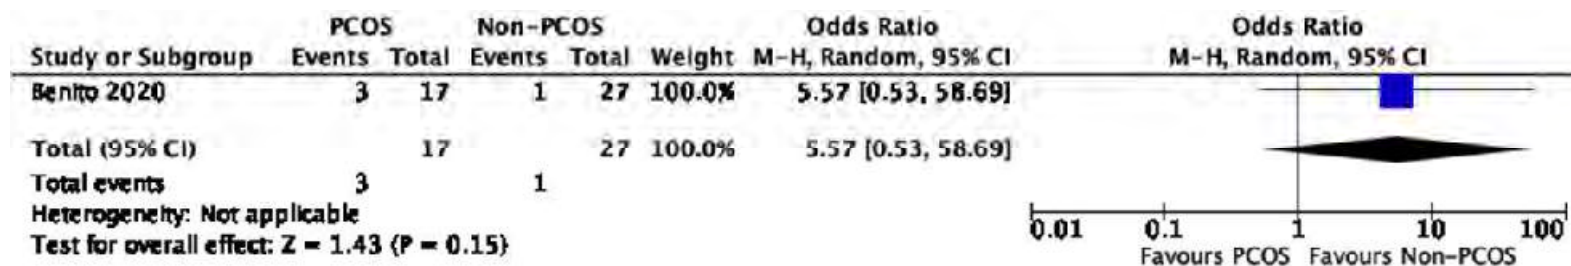 PCOS Non-PCOS Odds Ratio Odds Ratio
Study or Subgroup Events Total Events Total Weight M-H, Random, 95% CI M-H, Random, 95% CI
Benito 2020 3 17 1 27 100.0% 5.57 [0.53, 58.69]
Total (95% CI) 17 27 100.0% 5.57 [0.53, 58.69]
Total events 3 1
Heterogeneity: Not applicable
Test for overall effect: Z = 1.43 (P = 0.15)
0.01 0.1 1 10 100
Favours PCOS Favours Non-PCOS